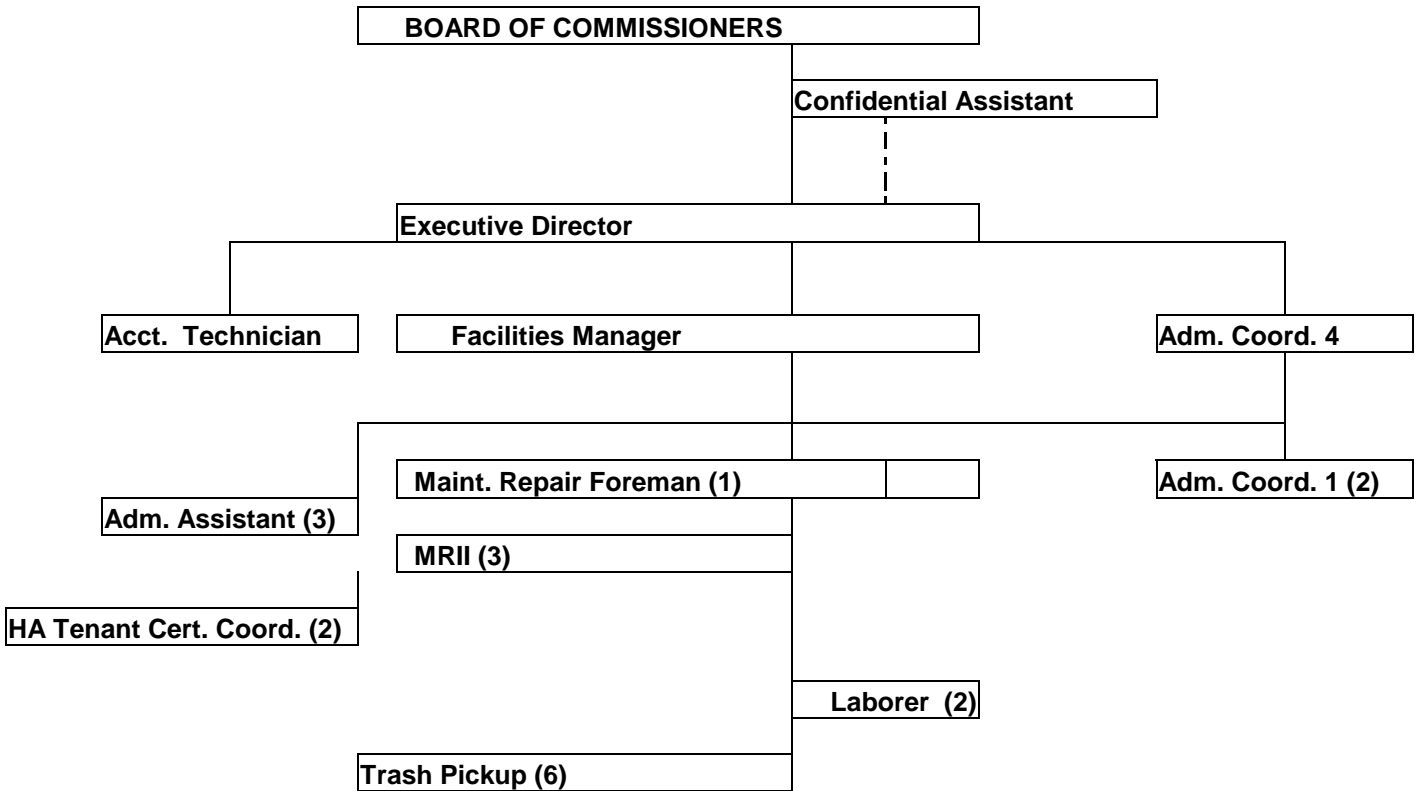 BOARD OF COMMISSIONERS
Confidential Assistant
Executive Director
Acct. Technician
Facilities Manager
Adm. Coord. 4
Maint. Repair Foreman (1)
Adm. Coord. 1 (2)
Adm. Assistant (3)
MRII (3)
HA Tenant Cert. Coord. (2)
Laborer (2)
Trash Pickup (6)